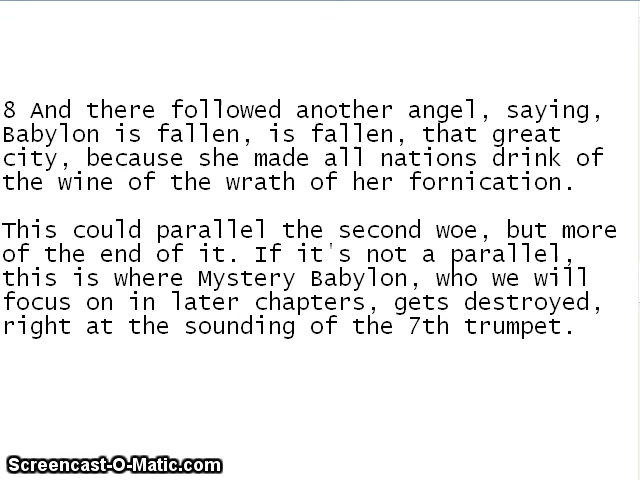 8 And there followed another angel, saying,
Babylon is fallen, is fallen, that great
city, because she made all nations drink of
the wine of the wrath of her fornication.
This could parallel the second woe, but more
of the end of it. If it's not a parallel,
this is where Mystery Babylon, who we will
focus on in later chapters, gets destroyed,
right at the sounding of the 7th trumpet.
Screencast-O-Matic.com